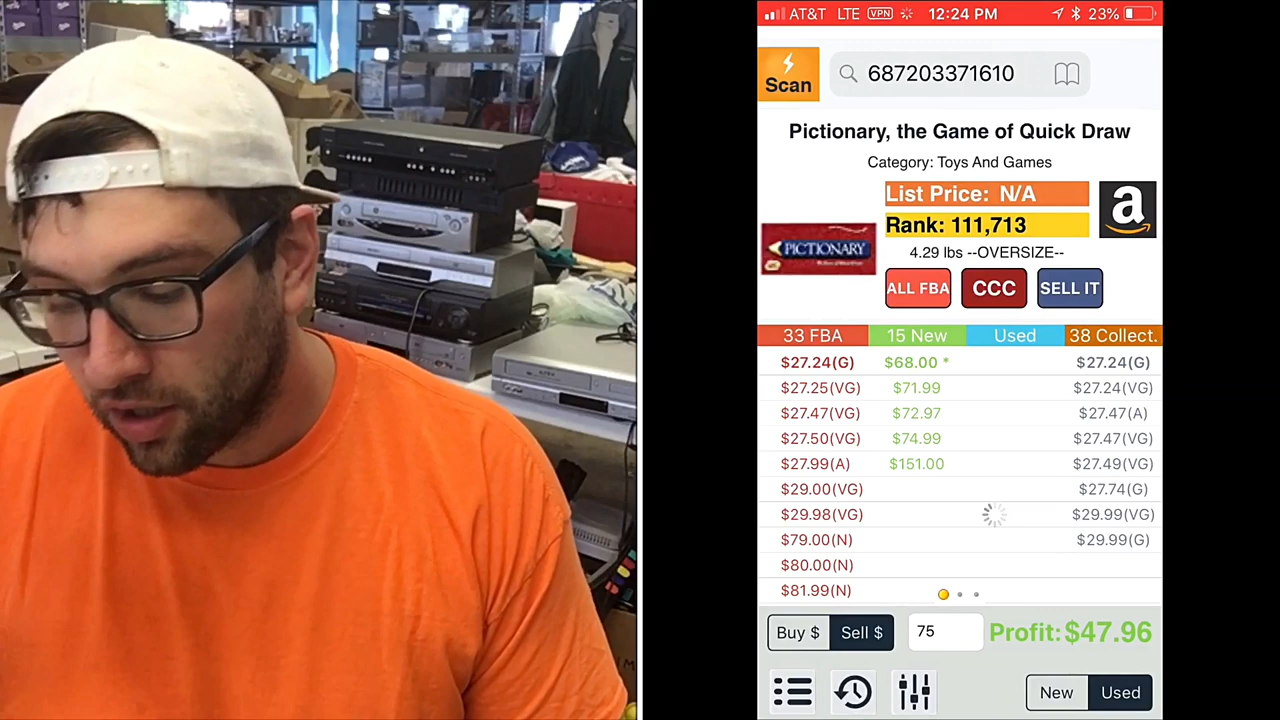 AT&T LTE VPN 12:24 PM 23%
Scan
687203371610
Pictionary, the Game of Quick Draw
Category: Toys And Games
List Price: N/A
Rank: 111,713
a
PICTIONARY
4.29 lbs --OVERSIZE--
ALL FBA CCC SELL IT
33 FBA 15 New Used 38 Collect.
$27.24(G) $68.00 * $27.24(G)
$27.25(VG) $71.99 $27.24(VG)
$27.47(VG) $72.97 $27.47(A)
$27.50(VG) $74.99 $27.47(VG)
$27.99(A) $151.00 $27.49(VG)
$29.00(VG) $27.74(G)
$29.98(VG) $29.99(VG)
$79.00(N) $29.99(G)
$80.00(N)
$81.99(N)
Buy $ Sell $ 75 Profit: $47.96
New Used